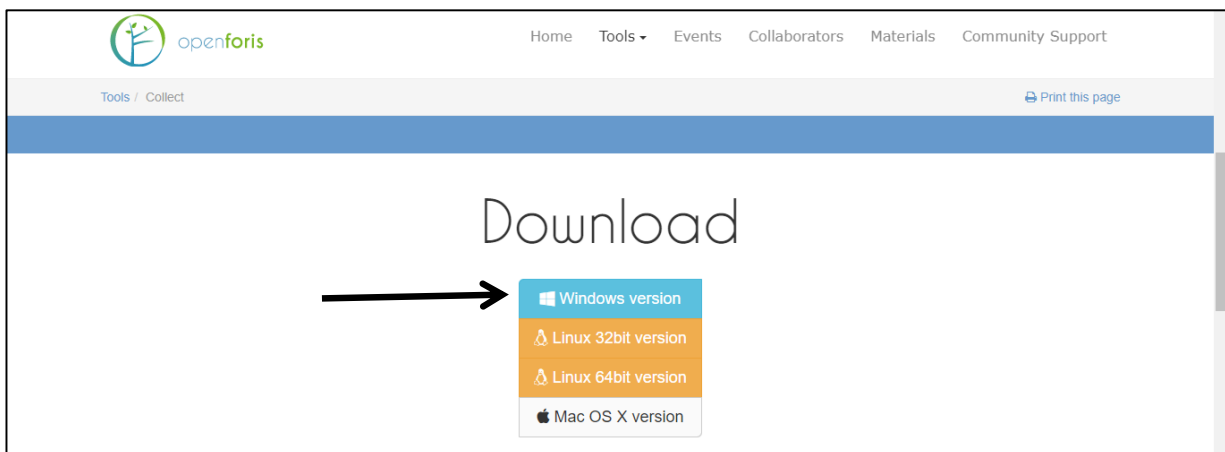 openforis
Home Tools Events Collaborators Materials Community Support
Tools / Collect
Print this page
Download
Windows version
Linux 32bit version
Linux 64bit version
Mac OS X version